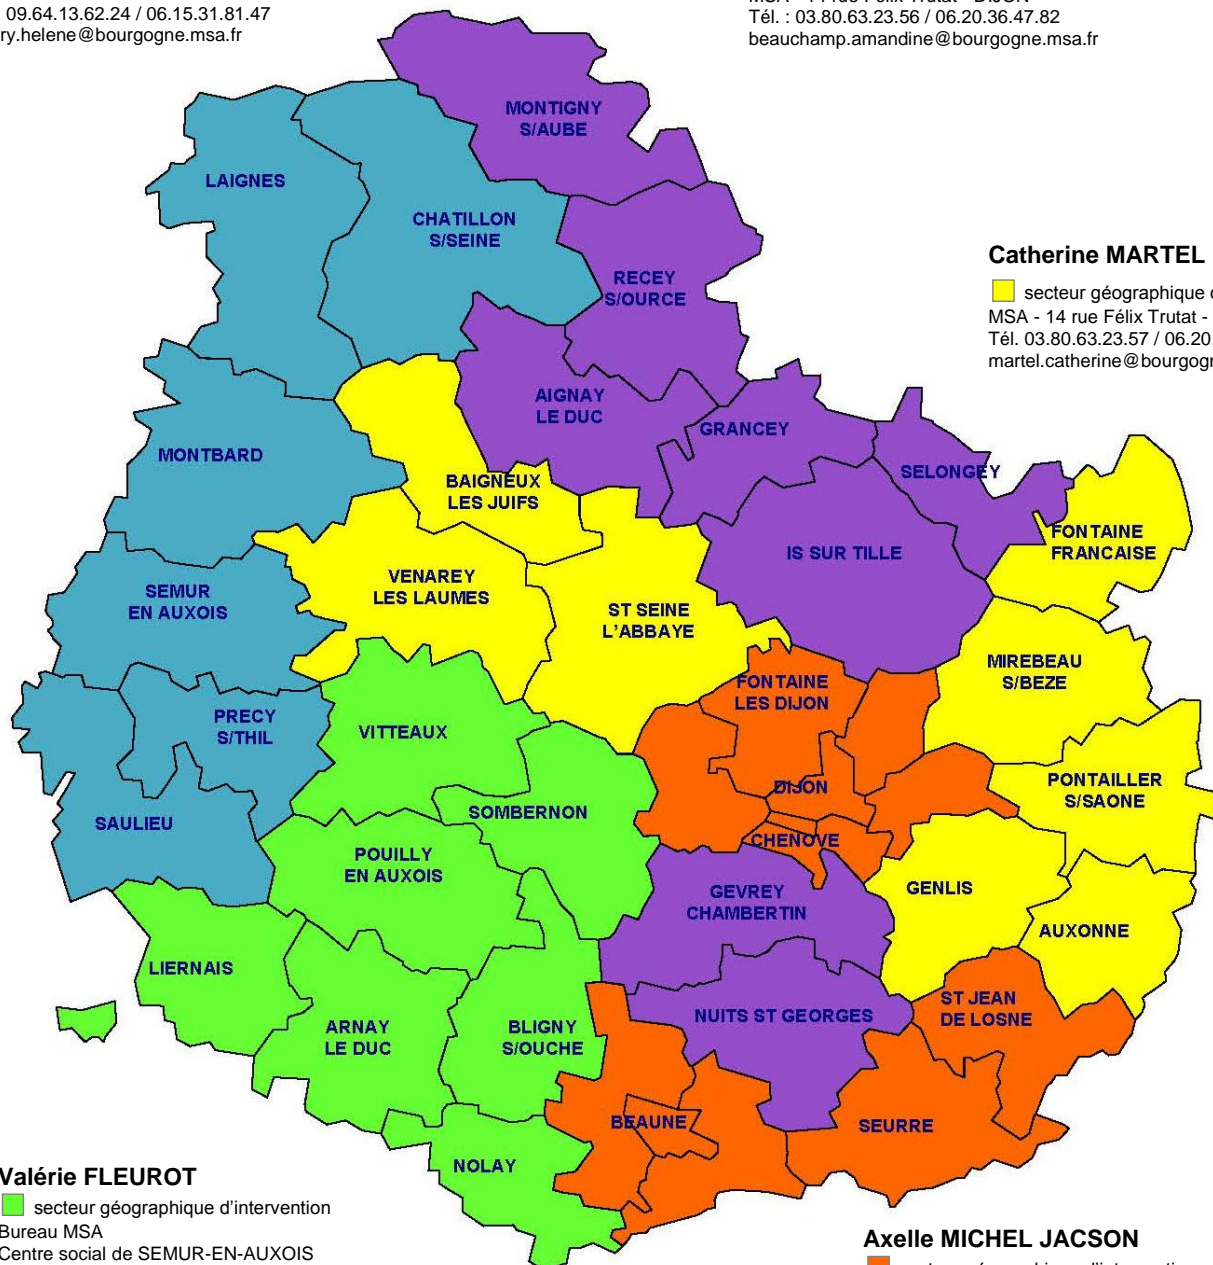 09.64.13.62.24 / 06.15.31.81.47
ry.helene@bourgogne.msa.fr
Tél. : 03.80.63.23.56 / 06.20.36.47.82
beauchamp.amandine@bourgogne.msa.fr
MONTIGNY
S/AUBE
LAIGNES
CHATILLON
S/SEINE
RECEY
S/OURCE
Catherine MARTEL
secteur géographique
MSA - 14 rue Félix Trutat -
Tél. 03.80.63.23.57 / 06.20.
martel.catherine@bourgogn
AIGNAY
LE DUC
GRANCEY
MONTBARD
SELONGEY
BAIGNEUX
LES JUIFS
FONTAINE
FRANCAISE
IS SUR TILLE
VENAREY
LES LAUMES
SEMUR
EN AUXOIS
ST SEINE
L'ABBAYE
MIREBEAU
S/BEZE
FONTAINE
LES DIJON
PRECY
S/THIL
VITTEAUX
PONTAILLER
S/SAONE
DIJON
SOMBERNON
SAULIEU
CHENOVE
POUILLY
EN AUXOIS
GEVREY
CHAMBERTIN
GENLIS
AUXONNE
LIERNAIS
ST JEAN
DE LOSNE
NUITS ST GEORGES
ARNAY
LE DUC
BLIGNY
S/OUCHE
BEAUNE
SEURRE
NOLAY
Valérie FLEUROT
secteur géographique d'intervention
Bureau MSA
Centre social de SEMUR-EN-AUXOIS
Axelle MICHEL JACSON